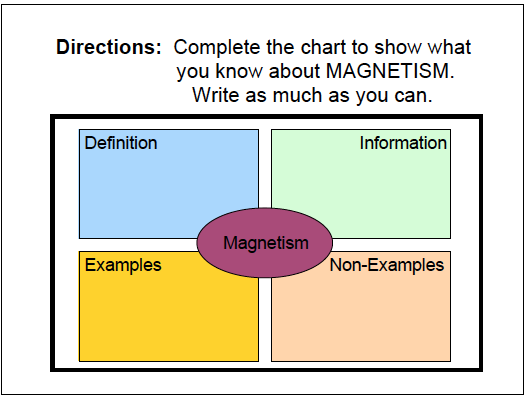 Directions: Complete the chart to show what
you know about MAGNETISM.
Write as much as you can.
Definition
Information
Magnetism
Examples
Non-Examples